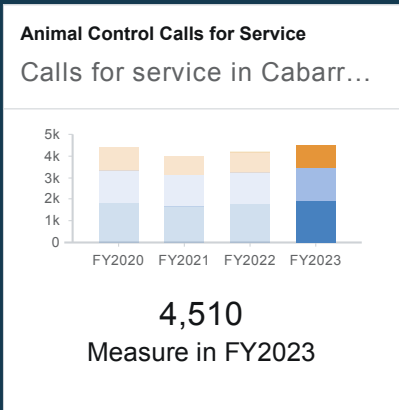 Animal Control Calls for Service
Calls for service in Cabarr...
5k
4k
3k
2k
1k
0
FY2020 FY2021 FY2022 FY2023
4,510
Measure in FY2023